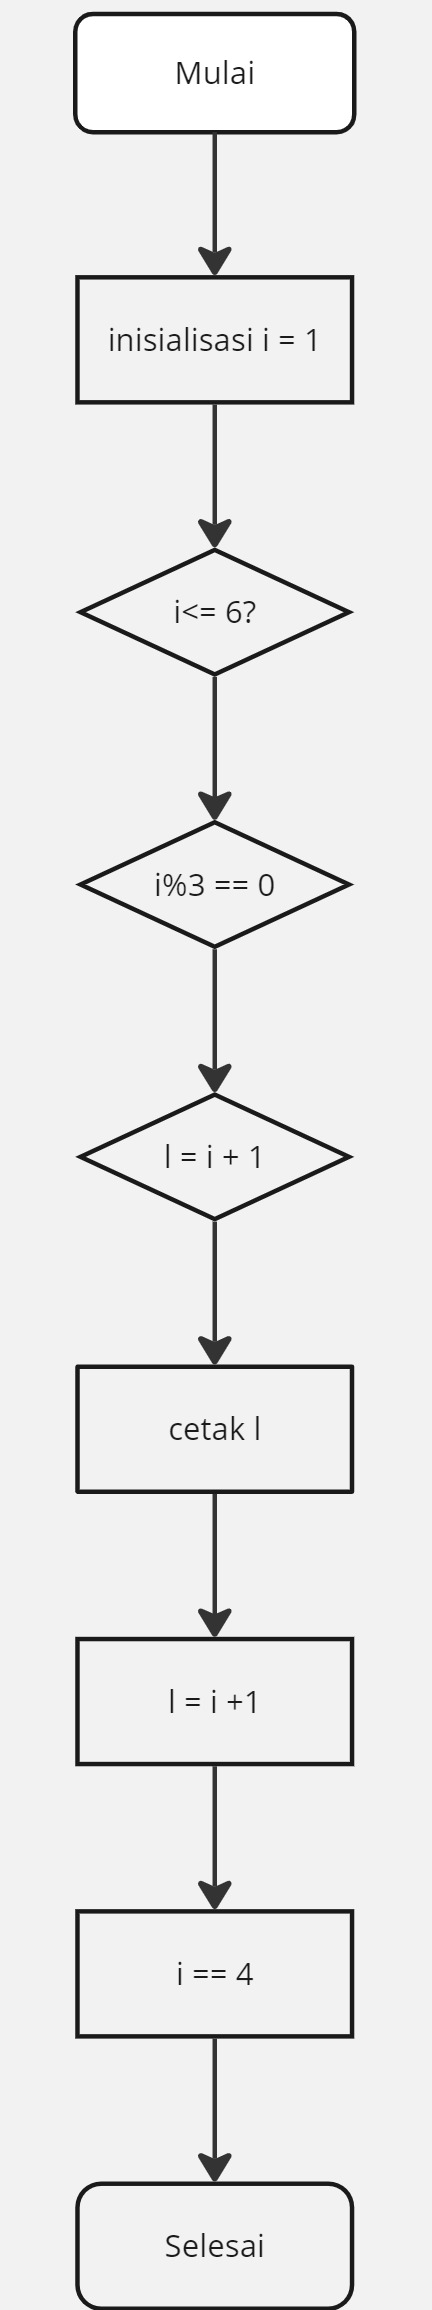 Mulai
inisialisasi i = 1
i<= 6?
i%3 == 0
l = i + 1
cetak l
l = i +1
i == 4
Selesai